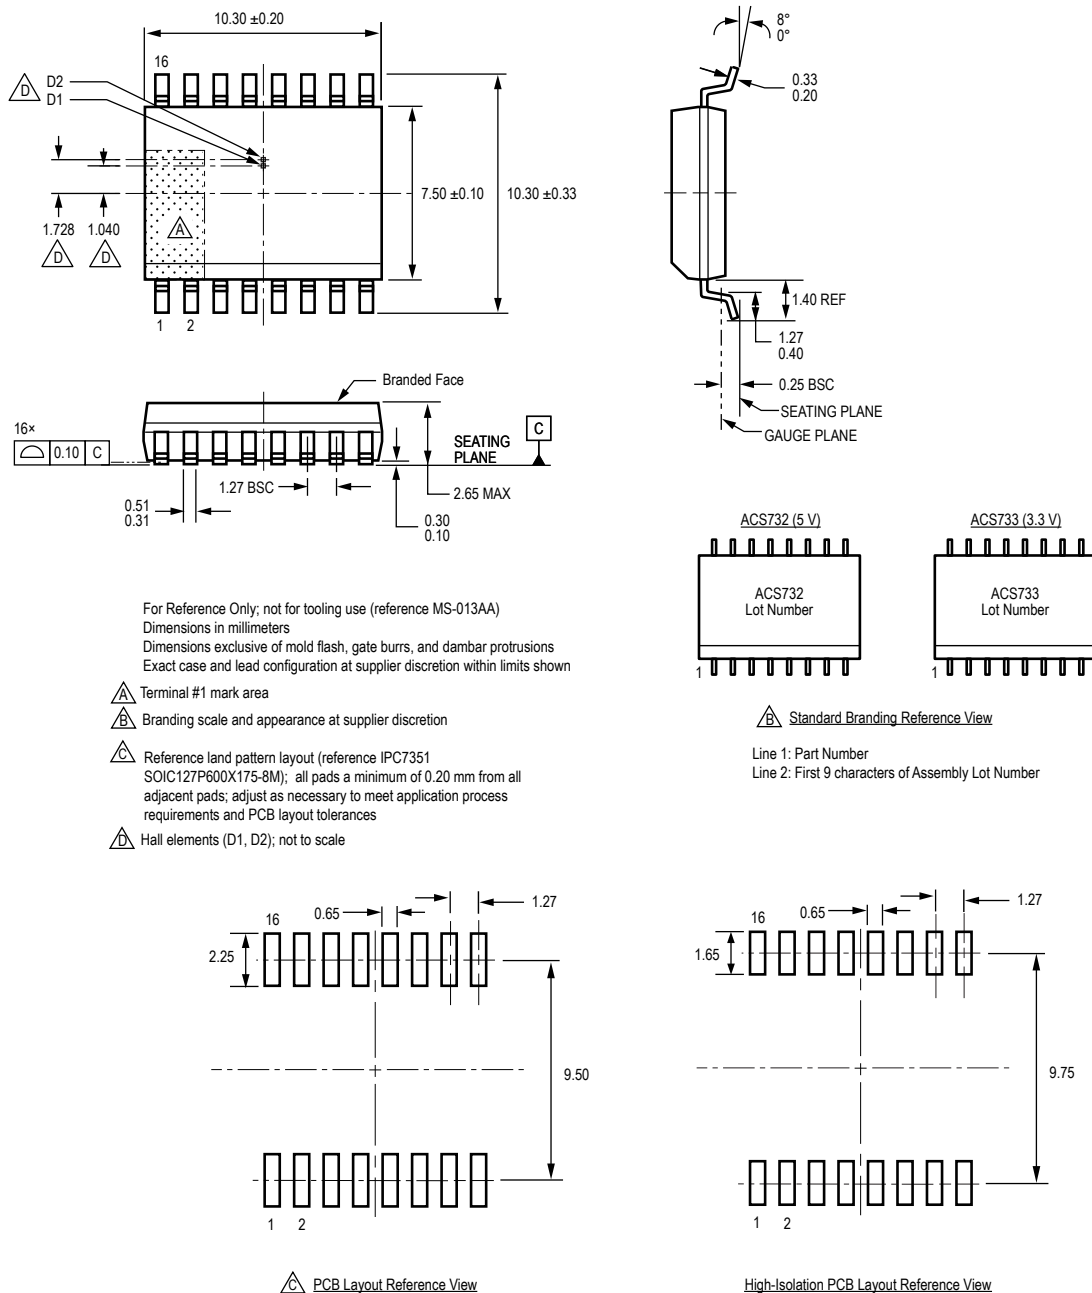 10.30 ±0.20
8°
0°
16
D
D2
D1
0.33
0.20
7.50 ±0.10
10.30 ±0.33
1.728
1.040
D
D
A
1
2
1.40 REF
1.27
0.40
0.25 BSC
SEATING PLANE
GAUGE PLANE
Branded Face
16×
0.10
C
SEATING
PLANE
C
1.27 BSC
2.65 MAX
0.51
0.31
0.30
0.10
ACS732 (5 V)
ACS733 (3.3 V)
ACS732
Lot Number
ACS733
Lot Number
1
1
B Standard Branding Reference View
Line 1: Part Number
Line 2: First 9 characters of Assembly Lot Number
For Reference Only; not for tooling use (reference MS-013AA)
Dimensions in millimeters
Dimensions exclusive of mold flash, gate burrs, and dambar protrusions
Exact case and lead configuration at supplier discretion within limits shown
A Terminal #1 mark area
B Branding scale and appearance at supplier discretion
C Reference land pattern layout (reference IPC7351
SOIC127P600X175-8M); all pads a minimum of 0.20 mm from all
adjacent pads; adjust as necessary to meet application process
requirements and PCB layout tolerances
D Hall elements (D1, D2); not to scale
16
0.65
1.27
2.25
9.50
1
2
C PCB Layout Reference View
16
0.65
1.27
1.65
9.75
1
2
High-Isolation PCB Layout Reference View